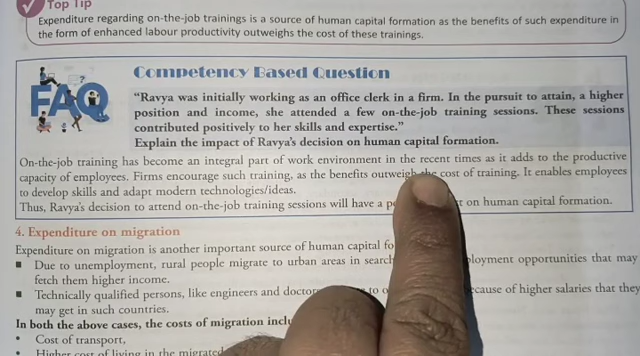 Top Tip
Expenditure regarding on-the-job trainings is a source of human capital formation as the benefits of such expenditure in
the form of enhanced labour productivity outweighs the cost of these trainings.
FAQ
Competency Based Question
"Ravya was initially working as an office clerk in a firm. In the pursuit to attain, a higher
position and income, she attended a few on-the-job training sessions. These sessions
contributed positively to her skills and expertise."
Explain the impact of Ravya's decision on human capital formation.
On-the-job training has become an integral part of work environment in the recent times as it adds to the productive
capacity of employees. Firms encourage such training, as the benefits outweigh the cost of training. It enables employees
to develop skills and adapt modern technologies/ideas.
Thus, Ravya's decision to attend on-the-job training sessions will have a on human capital formation.
4. Expenditure on migration
Expenditure on migration is another important source of human capital
■ Due to unemployment, rural people migrate to urban areas in opportunities that may
fetch them higher income.
■ Technically qualified persons, like engineers and to because of higher salaries that they
may get in such countries.
In both the above cases, the costs of migration
• Cost of transport,
• Higher cost of living in the migrated